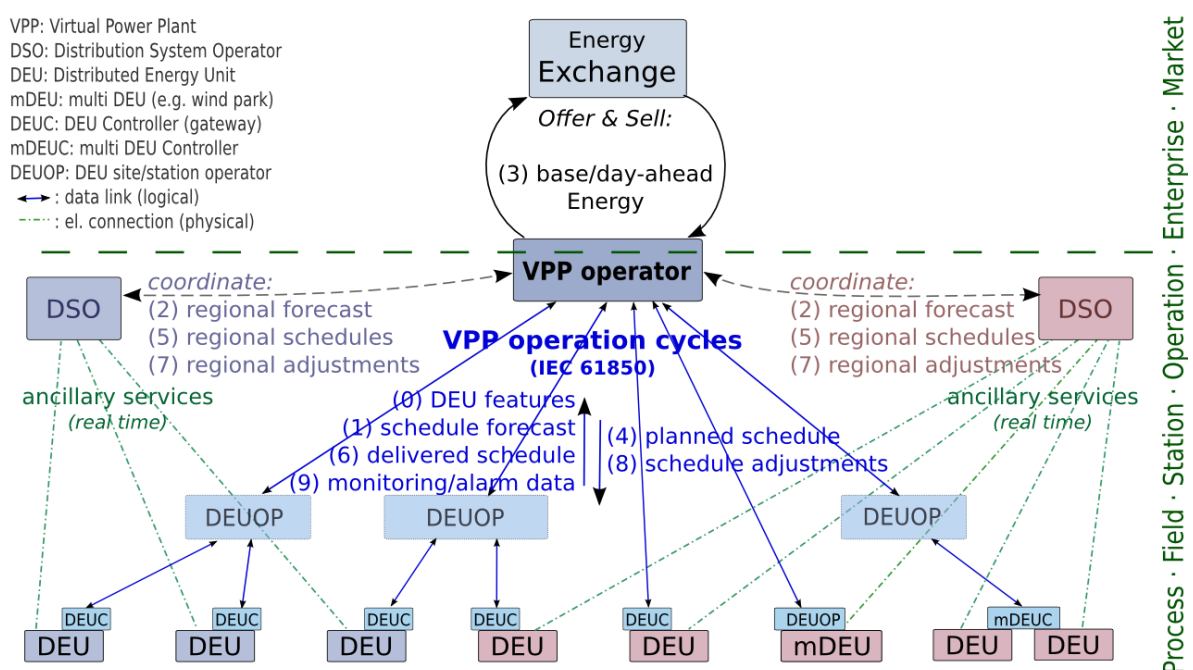 VPP: Virtual Power Plant
DSO: Distribution System Operator
DEU: Distributed Energy Unit
mDEU: multi DEU (e.g. wind park)
DEUC: DEU Controller (gateway)
mDEUC: multi DEU Controller
DEUOP: DEU site/station operator
: data link (logical)
: el. connection (physical)
Energy
Exchange
Offer & Sell:
(3) base/day-ahead
Energy
VPP operator
DSO
coordinate:
(2) regional forecast
(5) regional schedules
(7) regional adjustments
ancillary services
(real time)
coordinate:
(2) regional forecast
(5) regional schedules
(7) regional adjustments
DSO
ancillary services
(real time)
VPP operation cycles
(IEC 61850)
(0) DEU features
(1) schedule forecast
(6) delivered schedule
(9) monitoring/alarm data
(4) planned schedule
(8) schedule adjustments
DEUOP
DEUOP
DEUOP
DEUC
DEU
DEUC
DEU
DEUC
DEU
DEUC
DEU
DEUC
DEU
DEUOP
mDEU
mDEUC
DEU
DEU
Process · Field · Station · Operation · Enterprise · Market